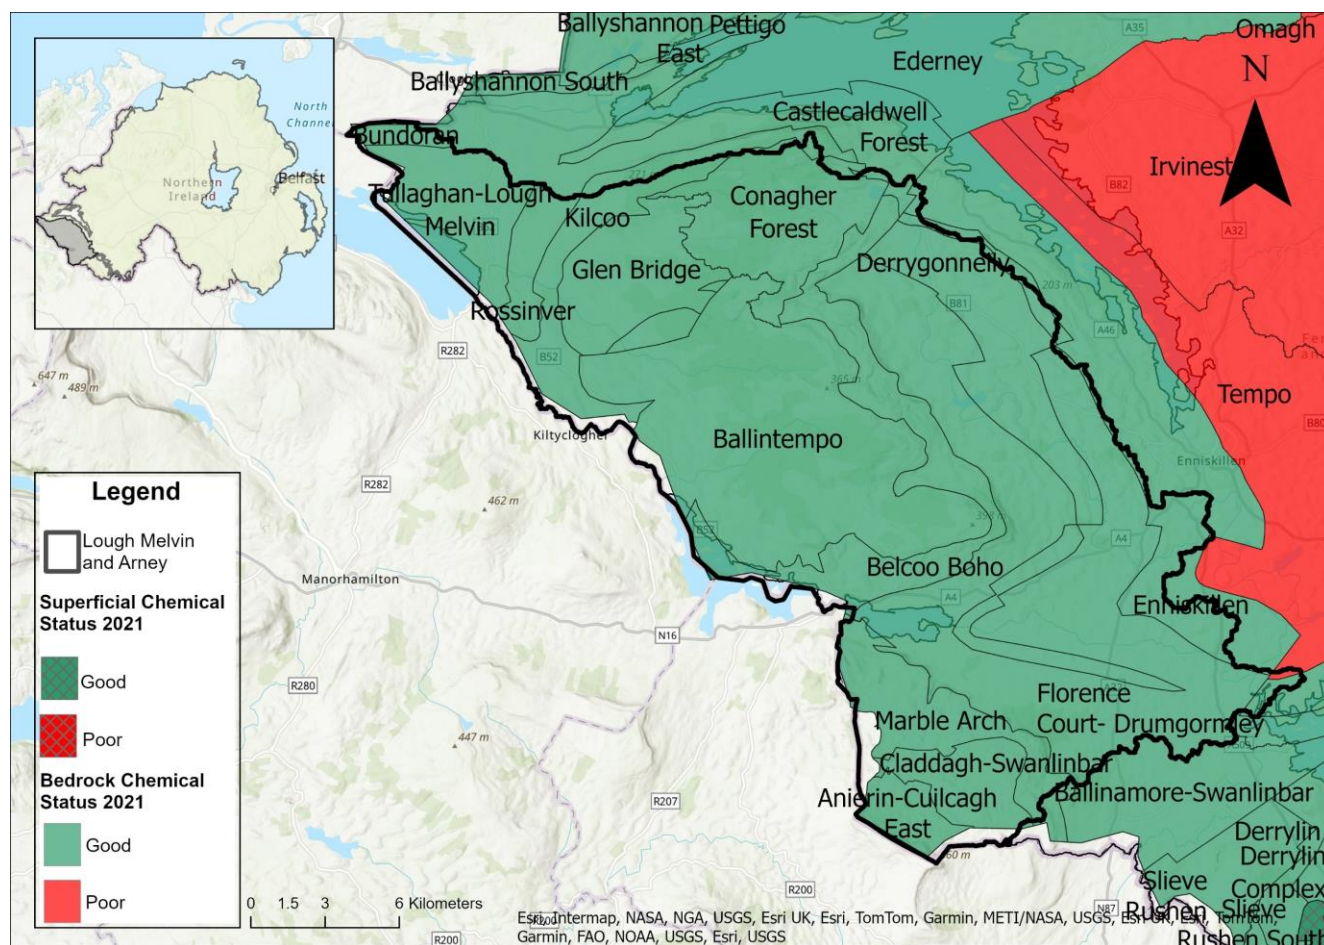 Ballyshannon Pettigo
East
Omagh
A35
N
Ederney
Ballyshannon South
North
Channel
Castlecaldwell
Forest
Bundoran
Irvinest
B82
271 m
Northern
Ireland
Belfast
Tullaghan-Lough
Melvin
Conagher
Forest
Kilcoo
A32
Glen Bridge
Derrygonnelly
203 m
B81
A46
Rossinver
R282
B52
647 m
489 m
365 m
Tempo
B80
Kiltyclogher
Ballintempo
Enniskillen
R282
462 m
B52
A4
Legend
Lough Melvin
and Arney
Manorhamilton
Belcoo Boho
A4
Enniskillen
Superficial Chemical
Status 2021
N16
Good
R280
Florence
Court- Drumgormley
Marble Arch
Poor
447 m
Claddagh-Swanlinbar
Bedrock Chemical
Status 2021
Anierin-Cuilcagh
East
Ballinamore-Swanlinbar
R207
Good
Derrylin
Derrylin
Poor
Slieve
Rushen
Complex
Slieve
Rushen South
0 1.5 3 6 Kilometers
R200
N87
R200
Esri, Intermap, NASA, NGA, USGS, Esri UK, Esri, TomTom, Garmin, METI/NASA, USGS, Esri UK, Esri, TomTom,
Garmin, FAO, NOAA, USGS, Esri, USGS